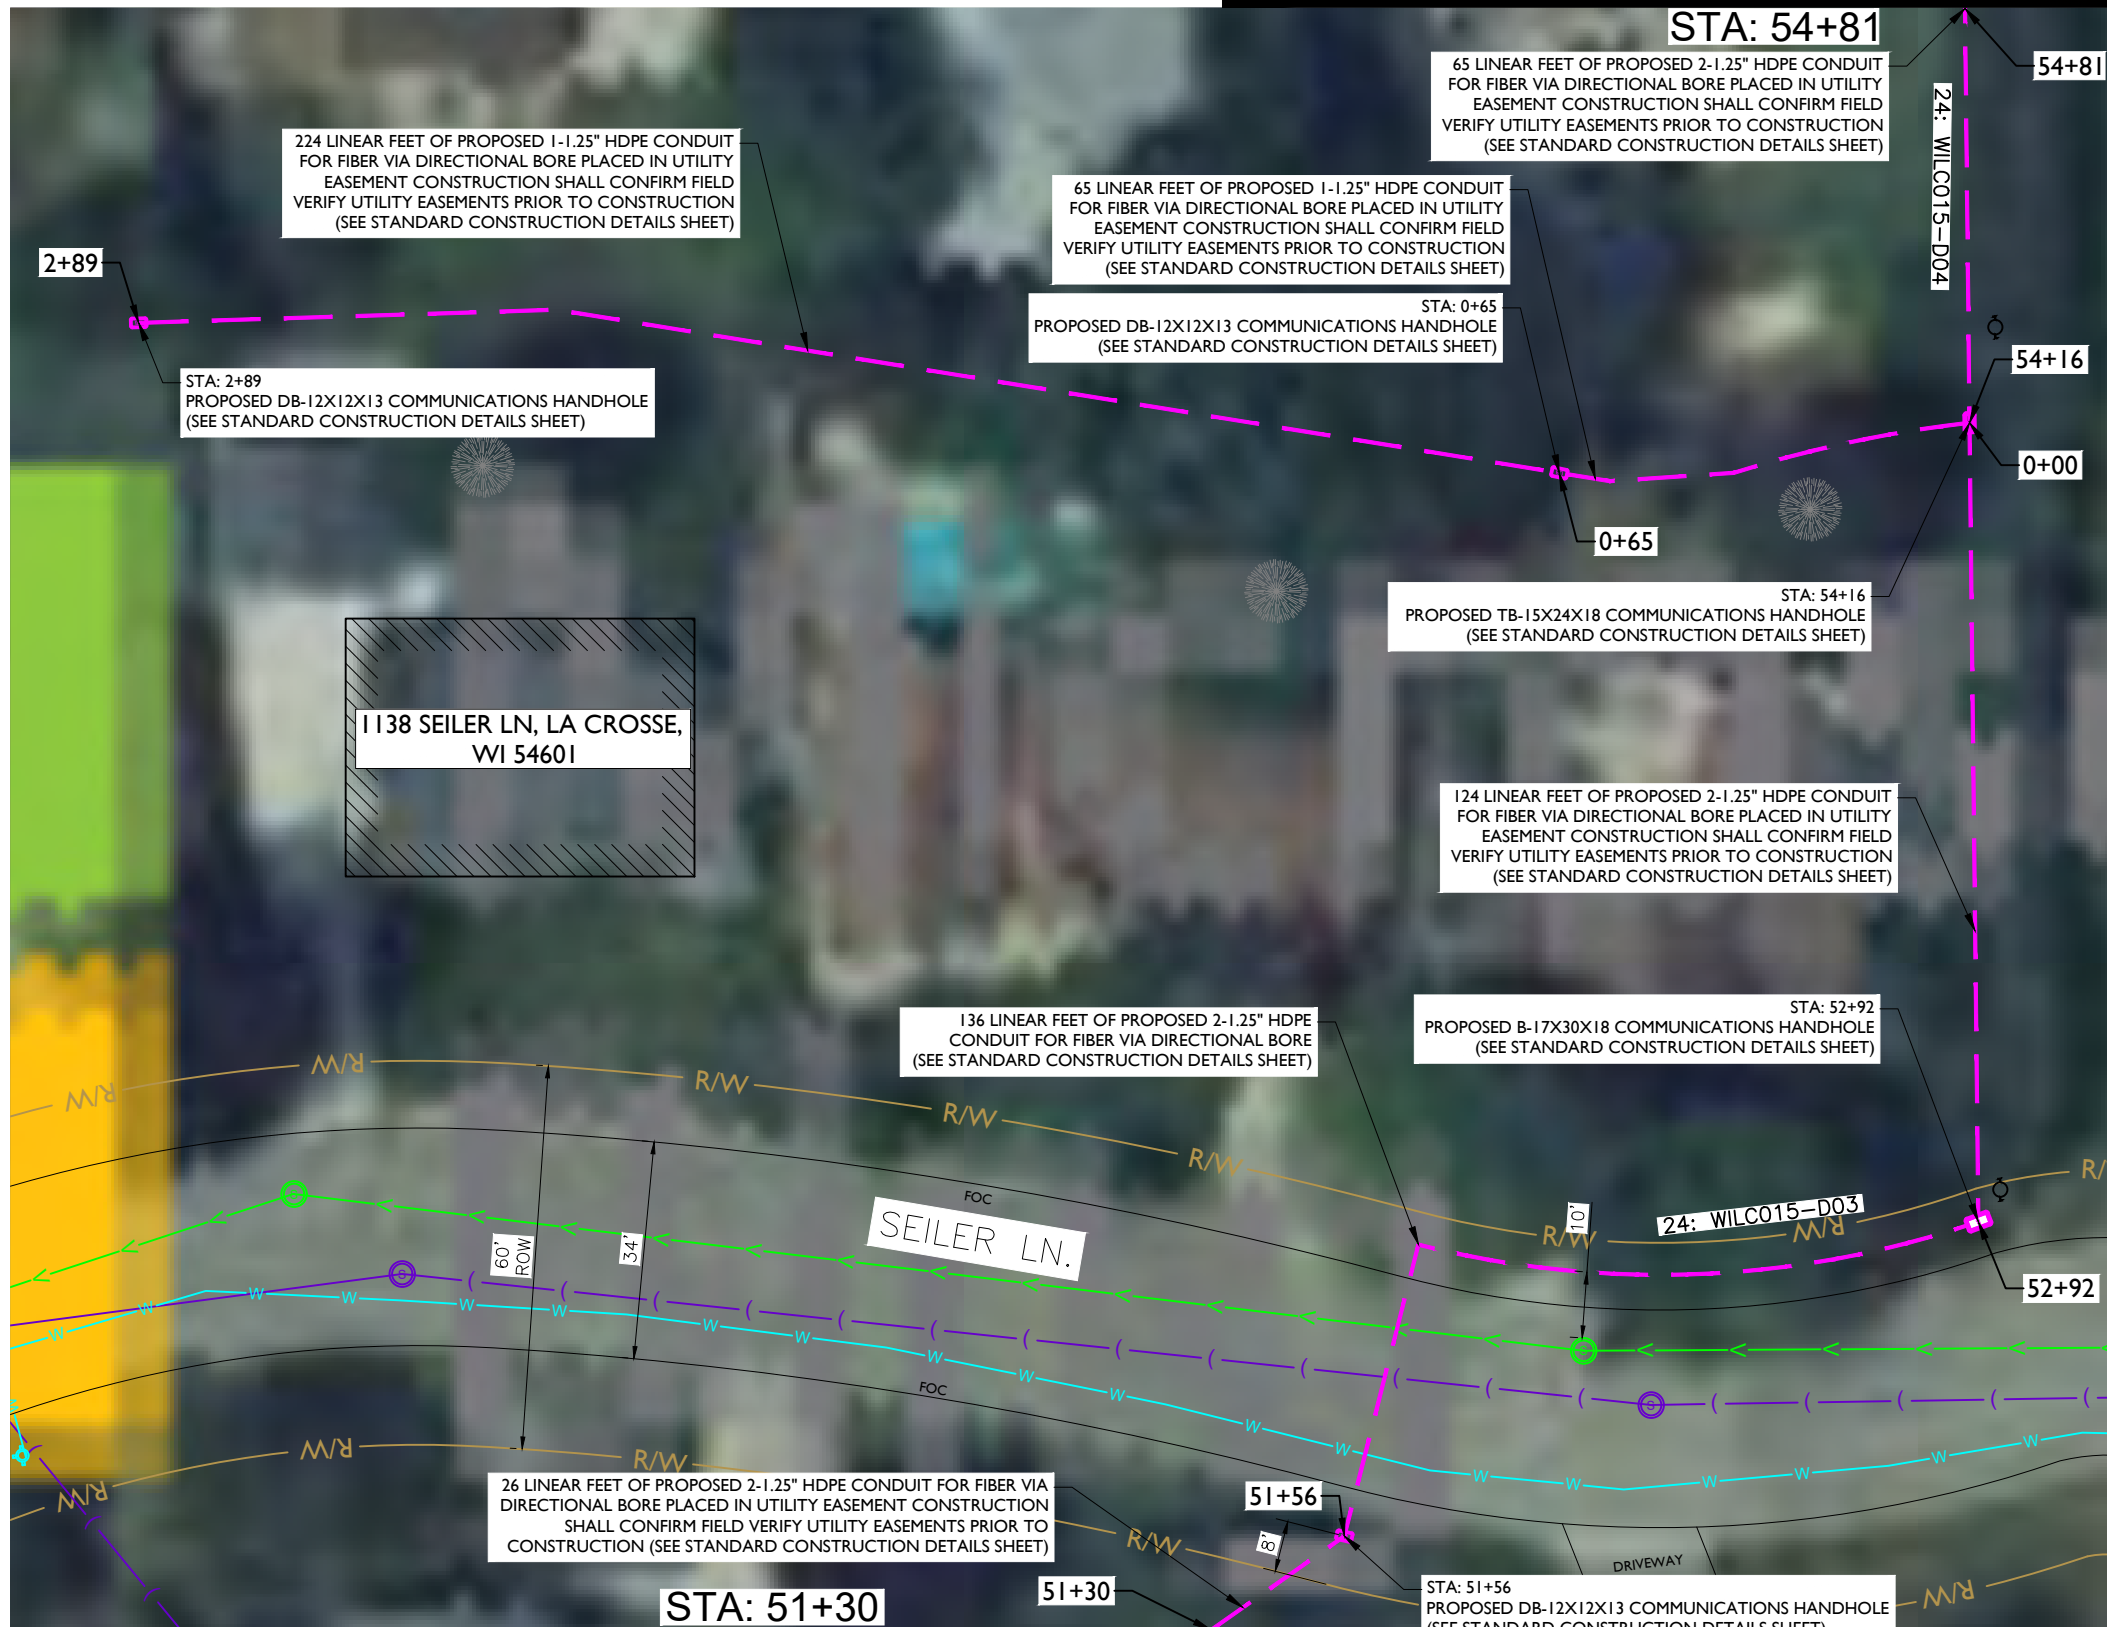 STA: 54+81
65 LINEAR FEET OF PROPOSED 2-1.25" HDPE CONDUIT
FOR FIBER VIA DIRECTIONAL BORE PLACED IN UTILITY
EASEMENT CONSTRUCTION SHALL CONFIRM FIELD
VERIFY UTILITY EASEMENTS PRIOR TO CONSTRUCTION
(SEE STANDARD CONSTRUCTION DETAILS SHEET)
54+81
24: WILC015-D04
224 LINEAR FEET OF PROPOSED 1-1.25" HDPE CONDUIT
FOR FIBER VIA DIRECTIONAL BORE PLACED IN UTILITY
EASEMENT CONSTRUCTION SHALL CONFIRM FIELD
VERIFY UTILITY EASEMENTS PRIOR TO CONSTRUCTION
(SEE STANDARD CONSTRUCTION DETAILS SHEET)
65 LINEAR FEET OF PROPOSED 1-1.25" HDPE CONDUIT
FOR FIBER VIA DIRECTIONAL BORE PLACED IN UTILITY
EASEMENT CONSTRUCTION SHALL CONFIRM FIELD
VERIFY UTILITY EASEMENTS PRIOR TO CONSTRUCTION
(SEE STANDARD CONSTRUCTION DETAILS SHEET)
2+89
STA: 0+65
PROPOSED DB-12X12X13 COMMUNICATIONS HANDHOLE
(SEE STANDARD CONSTRUCTION DETAILS SHEET)
54+16
STA: 2+89
PROPOSED DB-12X12X13 COMMUNICATIONS HANDHOLE
(SEE STANDARD CONSTRUCTION DETAILS SHEET)
0+00
0+65
STA: 54+16
PROPOSED TB-15X24X18 COMMUNICATIONS HANDHOLE
(SEE STANDARD CONSTRUCTION DETAILS SHEET)
1138 SEILER LN, LA CROSSE,
WI 54601
124 LINEAR FEET OF PROPOSED 2-1.25" HDPE CONDUIT
FOR FIBER VIA DIRECTIONAL BORE PLACED IN UTILITY
EASEMENT CONSTRUCTION SHALL CONFIRM FIELD
VERIFY UTILITY EASEMENTS PRIOR TO CONSTRUCTION
(SEE STANDARD CONSTRUCTION DETAILS SHEET)
136 LINEAR FEET OF PROPOSED 2-1.25" HDPE
CONDUIT FOR FIBER VIA DIRECTIONAL BORE
(SEE STANDARD CONSTRUCTION DETAILS SHEET)
STA: 52+92
PROPOSED B-17X30X18 COMMUNICATIONS HANDHOLE
(SEE STANDARD CONSTRUCTION DETAILS SHEET)
R/W
R/W
R/W
R/W
R/W
R/
FOC
SEILER LN.
10'
R/W
24: WILC015-D03
R/W
60'
ROW
34'
52+92
S
S
S
S
W W W W W W W W W W W W W W W W W W
FOC
R/W
R/W
R/W
26 LINEAR FEET OF PROPOSED 2-1.25" HDPE CONDUIT FOR FIBER VIA
DIRECTIONAL BORE PLACED IN UTILITY EASEMENT CONSTRUCTION
SHALL CONFIRM FIELD VERIFY UTILITY EASEMENTS PRIOR TO
CONSTRUCTION (SEE STANDARD CONSTRUCTION DETAILS SHEET)
51+56
8'
R/W
DRIVEWAY
51+30
STA: 51+30
STA: 51+56
PROPOSED DB-12X12X13 COMMUNICATIONS HANDHOLE
(SEE STANDARD CONSTRUCTION DETAILS SHEET)
R/W